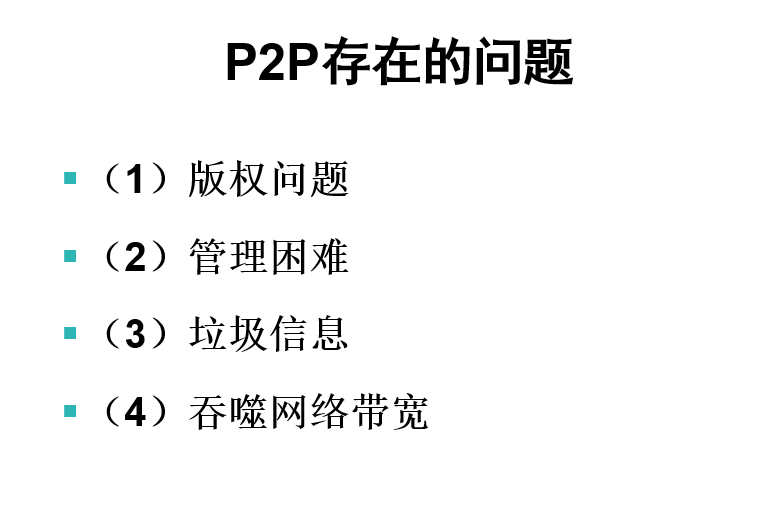 P2P存在的问题
（1）版权问题
（2）管理困难
（3）垃圾信息
（4）吞噬网络带宽